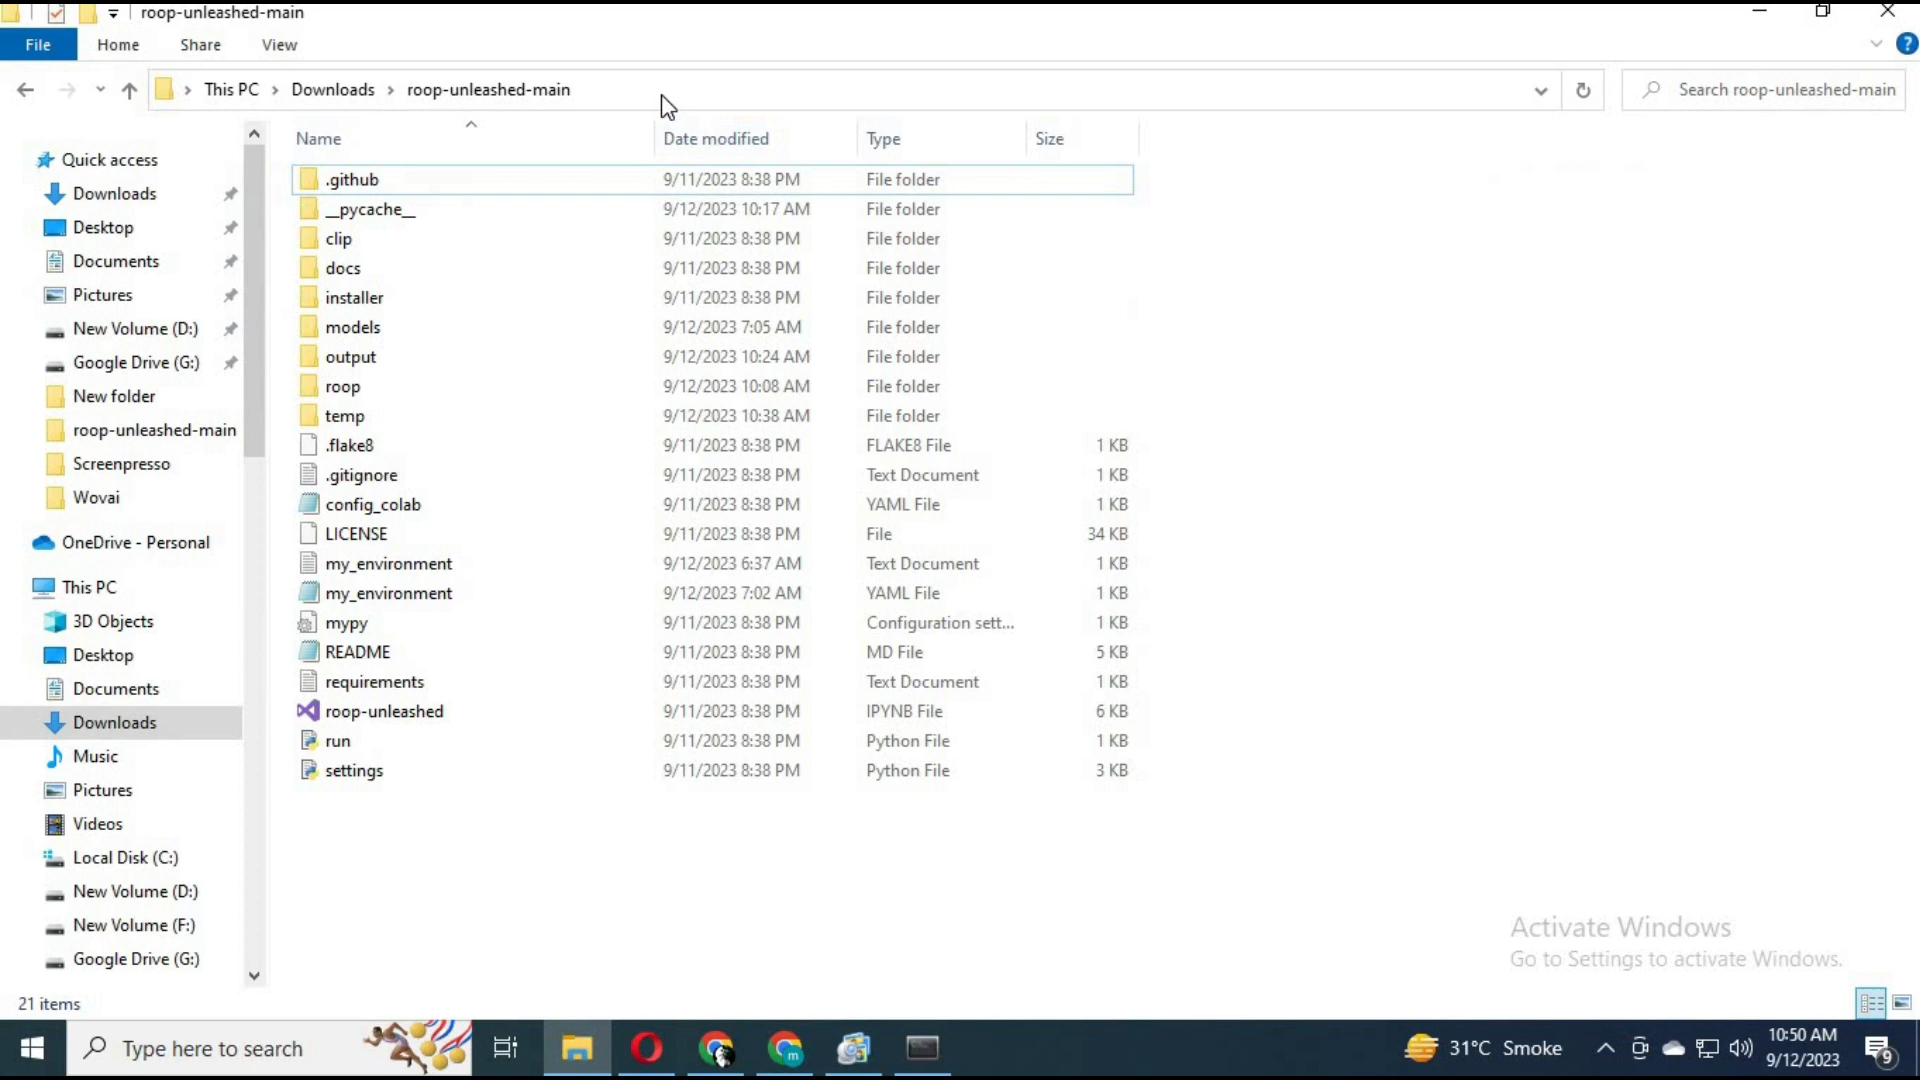 roop-unleashed-main
File Home Share View
This PC Downloads roop-unleashed-main
Search roop-unleashed-main
Name Date modified Type Size
Quick access
Downloads
Desktop
Documents
Pictures
New Volume (D:)
Google Drive (G:)
New folder
roop-unleashed-main
Screenpresso
Wovai
OneDrive - Personal
This PC
3D Objects
Desktop
Documents
Downloads
Music
Pictures
Videos
Local Disk (C:)
New Volume (D:)
New Volume (F:)
Google Drive (G:)
.github 9/11/2023 8:38 PM File folder
__pycache__ 9/12/2023 10:17 AM File folder
clip 9/11/2023 8:38 PM File folder
docs 9/11/2023 8:38 PM File folder
installer 9/11/2023 8:38 PM File folder
models 9/12/2023 7:05 AM File folder
output 9/12/2023 10:24 AM File folder
roop 9/12/2023 10:08 AM File folder
temp 9/12/2023 10:38 AM File folder
.flake8 9/11/2023 8:38 PM FLAKE8 File 1 KB
.gitignore 9/11/2023 8:38 PM Text Document 1 KB
config_colab 9/11/2023 8:38 PM YAML File 1 KB
LICENSE 9/11/2023 8:38 PM File 34 KB
my_environment 9/12/2023 6:37 AM Text Document 1 KB
my_environment 9/12/2023 7:02 AM YAML File 1 KB
mypy 9/11/2023 8:38 PM Configuration sett... 1 KB
README 9/11/2023 8:38 PM MD File 5 KB
requirements 9/11/2023 8:38 PM Text Document 1 KB
roop-unleashed 9/11/2023 8:38 PM IPYNB File 6 KB
run 9/11/2023 8:38 PM Python File 1 KB
settings 9/11/2023 8:38 PM Python File 3 KB
Activate Windows
Go to Settings to activate Windows.
21 items
Type here to search
m
31°C Smoke
10:50 AM
9/12/2023
9